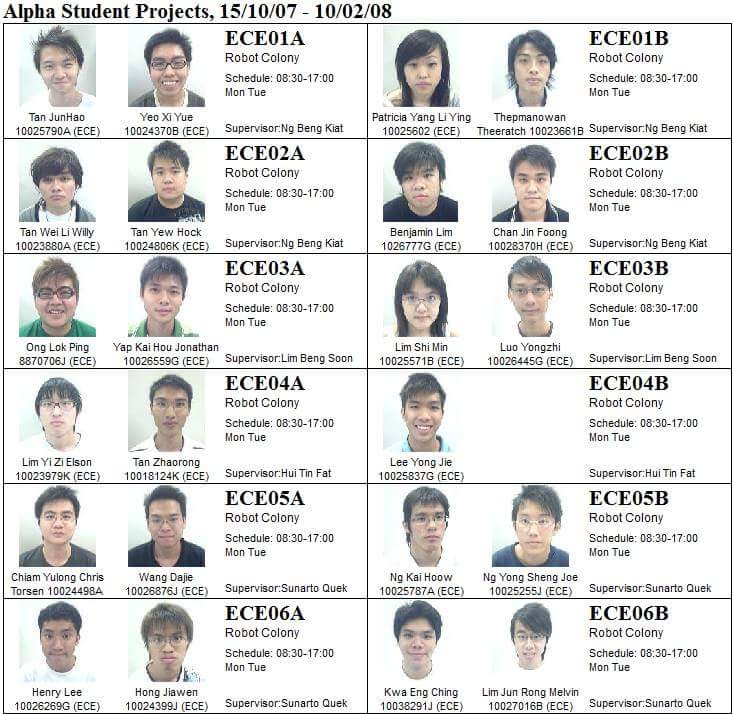 Alpha Student Projects, 15/10/07 - 10/02/08
ECE01A
Robot Colony
Schedule: 08:30-17:00
Mon Tue
Tan JunHao
10025790A (ECE)
Yeo Xi Yue
10024370B (ECE)
Supervisor:Ng Beng Kiat
ECE01B
Robot Colony
Schedule: 08:30-17:00
Mon Tue
Patricia Yang Li Ying
10025602 (ECE)
Thepmanowan
Theeratch 10023661B
Supervisor:Ng Beng Kiat
ECE02A
Robot Colony
Schedule: 08:30-17:00
Mon Tue
Tan Wei Li Willy
10023880A (ECE)
Tan Yew Hock
10024806K (ECE)
Supervisor:Ng Beng Kiat
ECE02B
Robot Colony
Schedule: 08:30-17:00
Mon Tue
Benjamin Lim
1026777G (ECE)
Chan Jin Foong
10028370H (ECE)
Supervisor:Ng Beng Kiat
ECE03A
Robot Colony
Schedule: 08:30-17:00
Mon Tue
Ong Lok Ping
8870706J (ECE)
Yap Kai Hou Jonathan
10026559G (ECE)
Supervisor:Lim Beng Soon
ECE03B
Robot Colony
Schedule: 08:30-17:00
Mon Tue
Lim Shi Min
10025571B (ECE)
Luo Yongzhi
10026445G (ECE)
Supervisor:Lim Beng Soon
ECE04A
Robot Colony
Schedule: 08:30-17:00
Mon Tue
Lim Yi Zi Elson
10023979K (ECE)
Tan Zhaorong
10018124K (ECE)
Supervisor:Hui Tin Fat
ECE04B
Robot Colony
Schedule: 08:30-17:00
Mon Tue
Lee Yong Jie
10025837G (ECE)
Supervisor:Hui Tin Fat
ECE05A
Robot Colony
Schedule: 08:30-17:00
Mon Tue
Chiam Yulong Chris
Torsen 10024498A
Wang Dajie
10026876J (ECE)
Supervisor:Sunarto Quek
ECE05B
Robot Colony
Schedule: 08:30-17:00
Mon Tue
Ng Kai Hoow
10025787A (ECE)
Ng Yong Sheng Joe
10025255J (ECE)
Supervisor:Sunarto Quek
ECE06A
Robot Colony
Schedule: 08:30-17:00
Mon Tue
Henry Lee
10026269G (ECE)
Hong Jiawen
10024399J (ECE)
Supervisor:Sunarto Quek
ECE06B
Robot Colony
Schedule: 08:30-17:00
Mon Tue
Kwa Eng Ching
10038291J (ECE)
Lim Jun Rong Melvin
10027016B (ECE)
Supervisor:Sunarto Quek